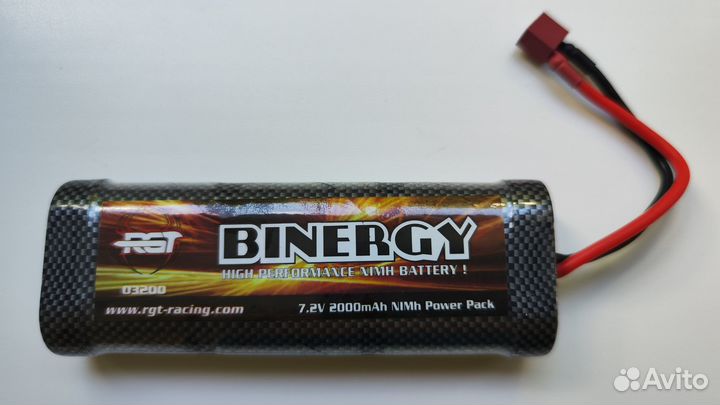 RGT
BINERGY
HIGH PERFORMANCE NIMH BATTERY !
03200
www.rgt-racing.com
7.2V 2000mAh NiMh Power Pack
Avito